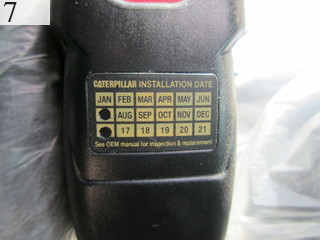 7
CATERPILLAR INSTALLATION DATE
JAN FEB MAR APR MAY JUN
AUG SEP OCT NOV DEC
17 18 19 20 21
See OEM manual for inspection & replacement